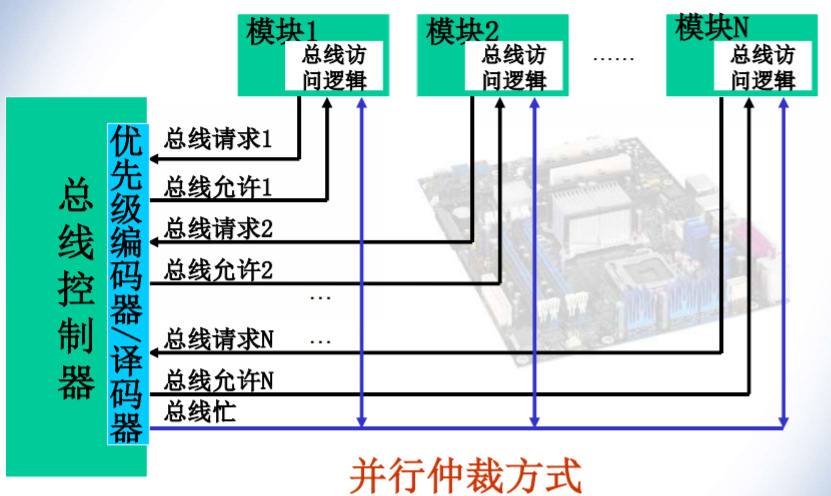 模块1
总线访
问逻辑
模块2
总线访
问逻辑
……
模块N
总线访
问逻辑
总线控制器
优先级编码器/译码器
总线请求1
总线允许1
总线请求2
总线允许2
…
总线请求N
…
总线允许N
总线忙
并行仲裁方式